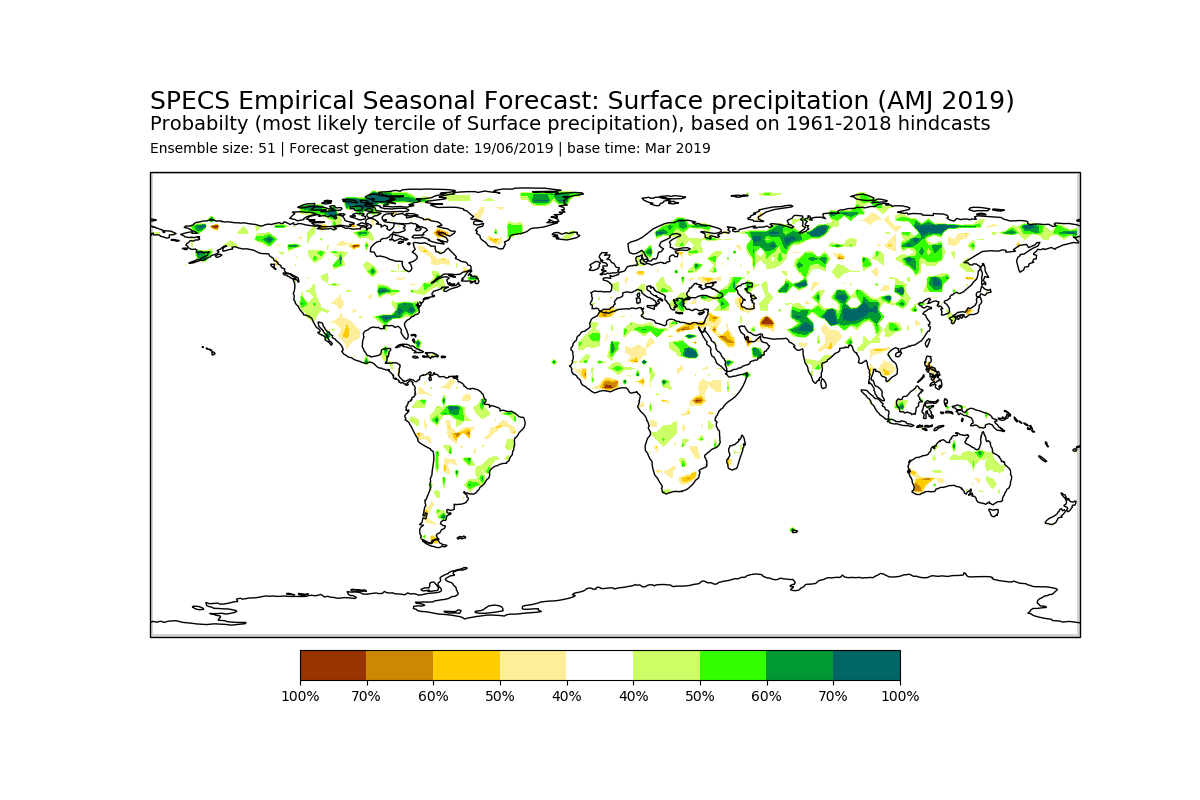 SPECS Empirical Seasonal Forecast: Surface precipitation (AMJ 2019)
Probabilty (most likely tercile of Surface precipitation), based on 1961-2018 hindcasts
Ensemble size: 51 | Forecast generation date: 19/06/2019 | base time: Mar 2019
100% 70% 60% 50% 40% 40% 50% 60% 70% 100%